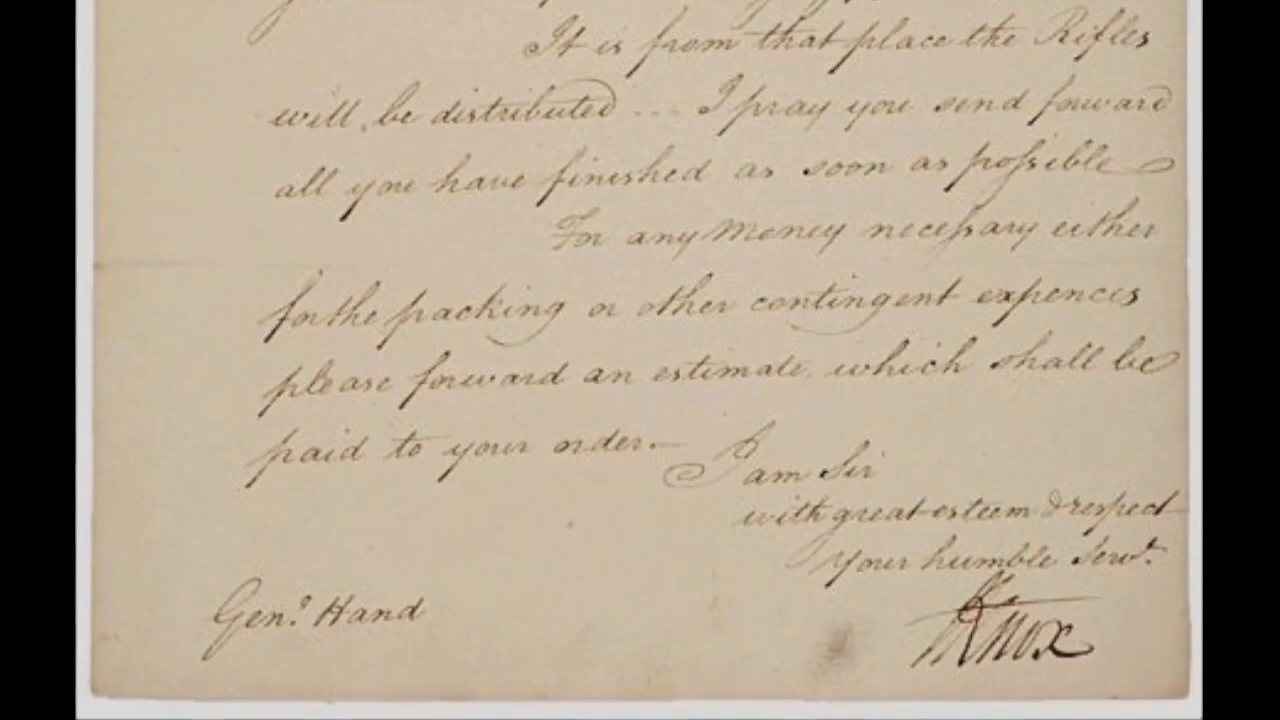 It is from that place the Rifles
will be distributed ... I pray you send forward
all you have finished as soon as poſsible
For any Money neceſsary either
for the packing or other contingent expences
please forward an estimate, which shall be
paid to your order.—
I am Sir
with great esteem & respect
your humble Servt.
Genl. Hand
HKnox